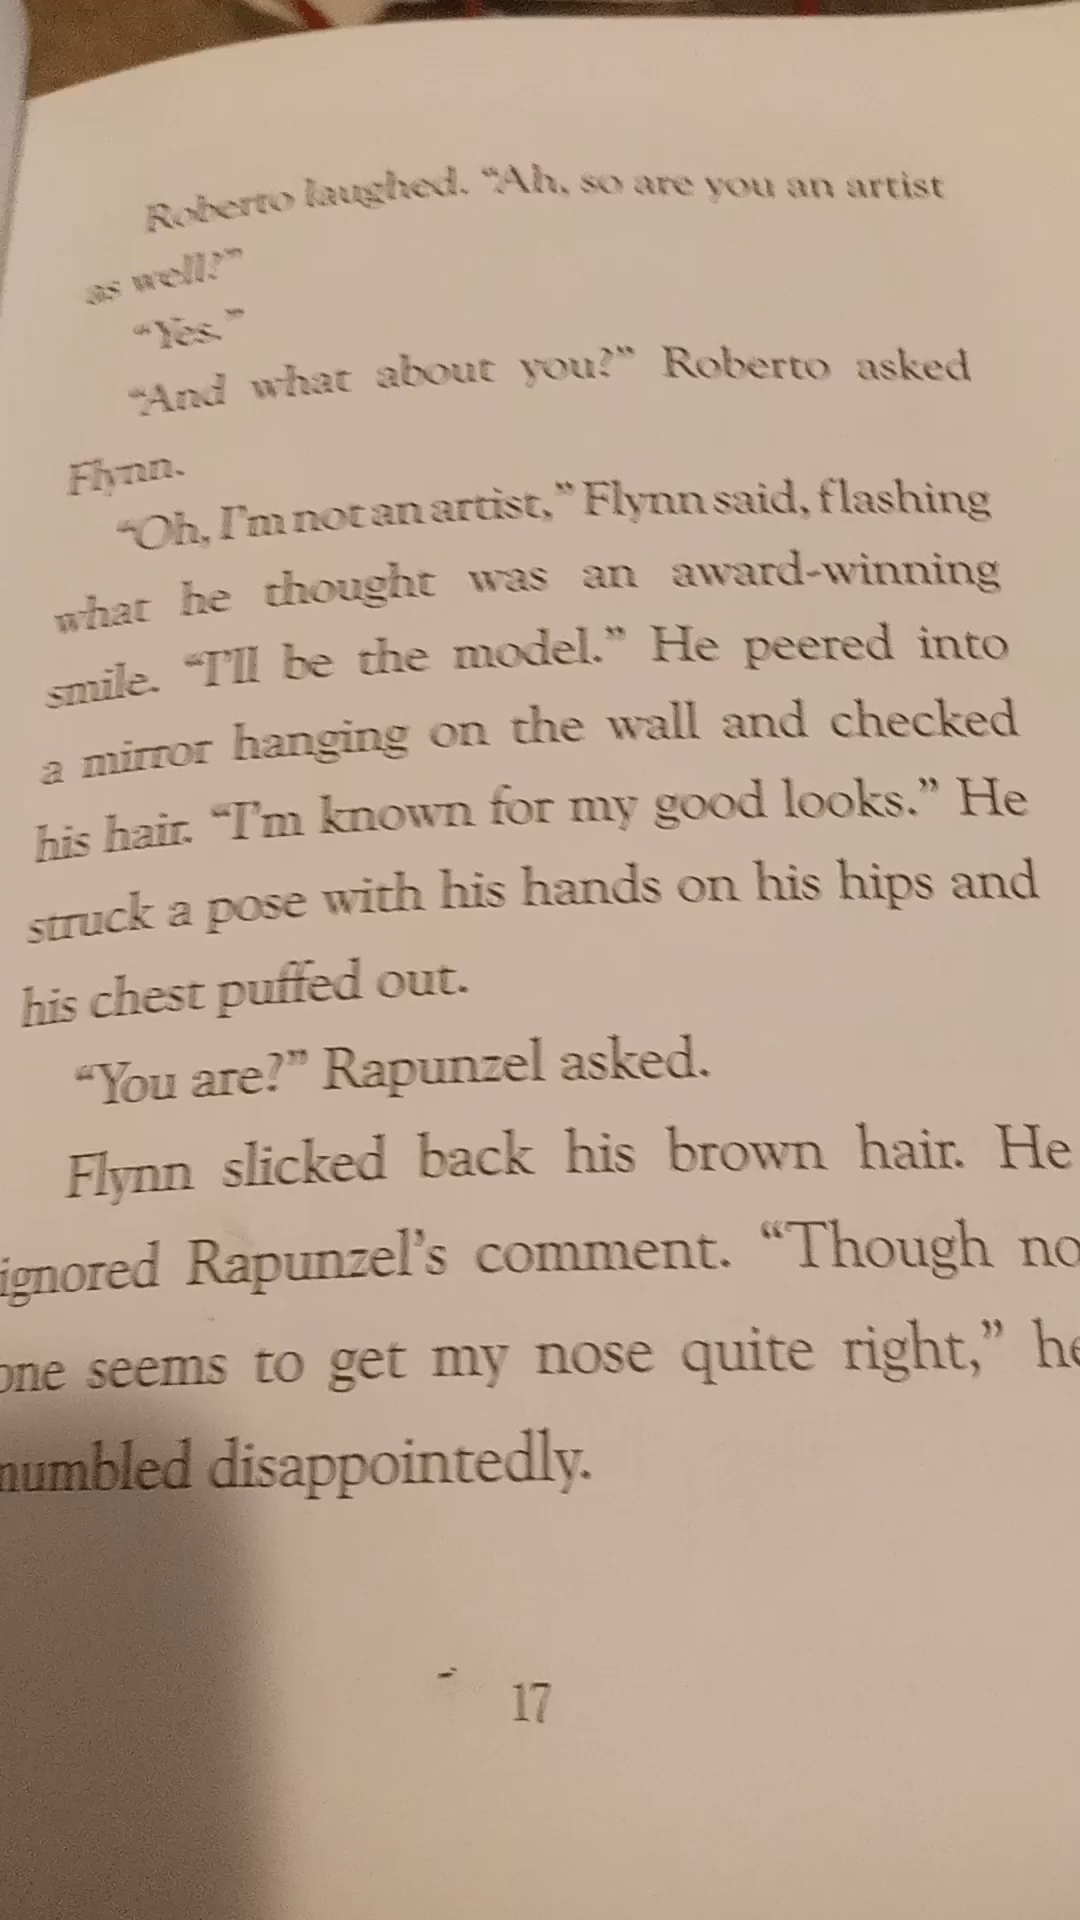 Roberto laughed. “Ah, so are you an artist
as well?”
“Yes.”
“And what about you?” Roberto asked
Flynn.
“Oh, I'm not an artist,” Flynn said, flashing
what he thought was an award-winning
smile. “I'll be the model.” He peered into
a mirror hanging on the wall and checked
his hair. “I'm known for my good looks.” He
struck a pose with his hands on his hips and
his chest puffed out.
“You are?” Rapunzel asked.
Flynn slicked back his brown hair. He
ignored Rapunzel's comment. “Though no
one seems to get my nose quite right,” he
mumbled disappointedly.
17